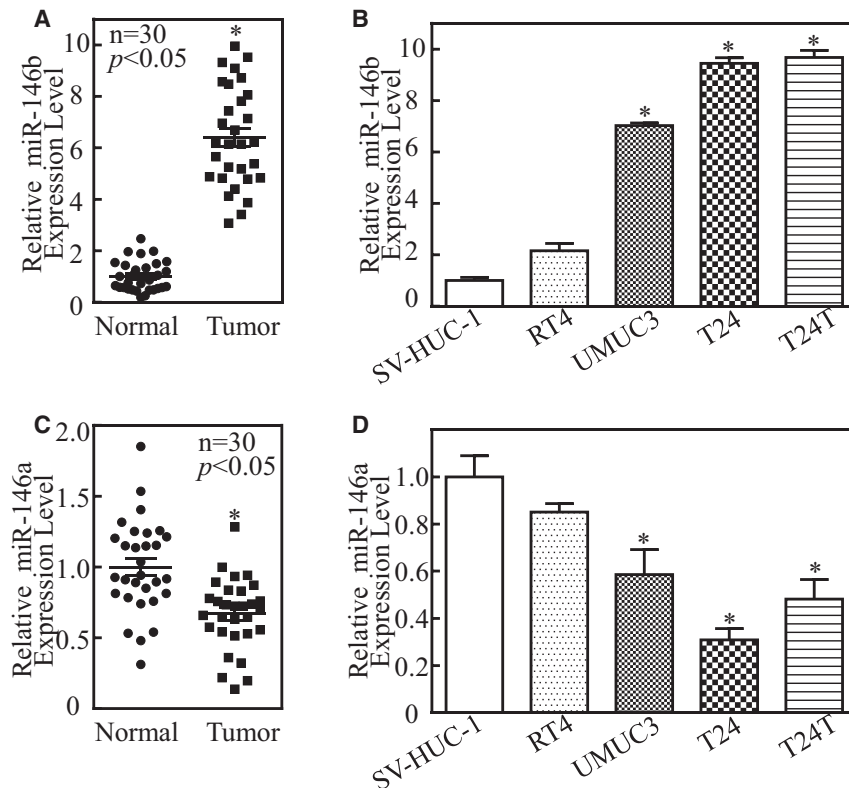 A
Relative miR-146b
Expression Level
10
8
6
4
2
0
n=30
p<0.05
*
Normal
Tumor
B
Relative miR-146b
Expression Level
10
8
6
4
2
0
*
*
*
SV-HUC-1
RT4
UMUC3
T24
T24T
C
Relative miR-146a
Expression Level
2.0
1.5
1.0
0.5
0
n=30
p<0.05
*
Normal
Tumor
D
Relative miR-146a
Expression Level
1.0
0.8
0.6
0.4
0.2
0
*
*
*
SV-HUC-1
RT4
UMUC3
T24
T24T